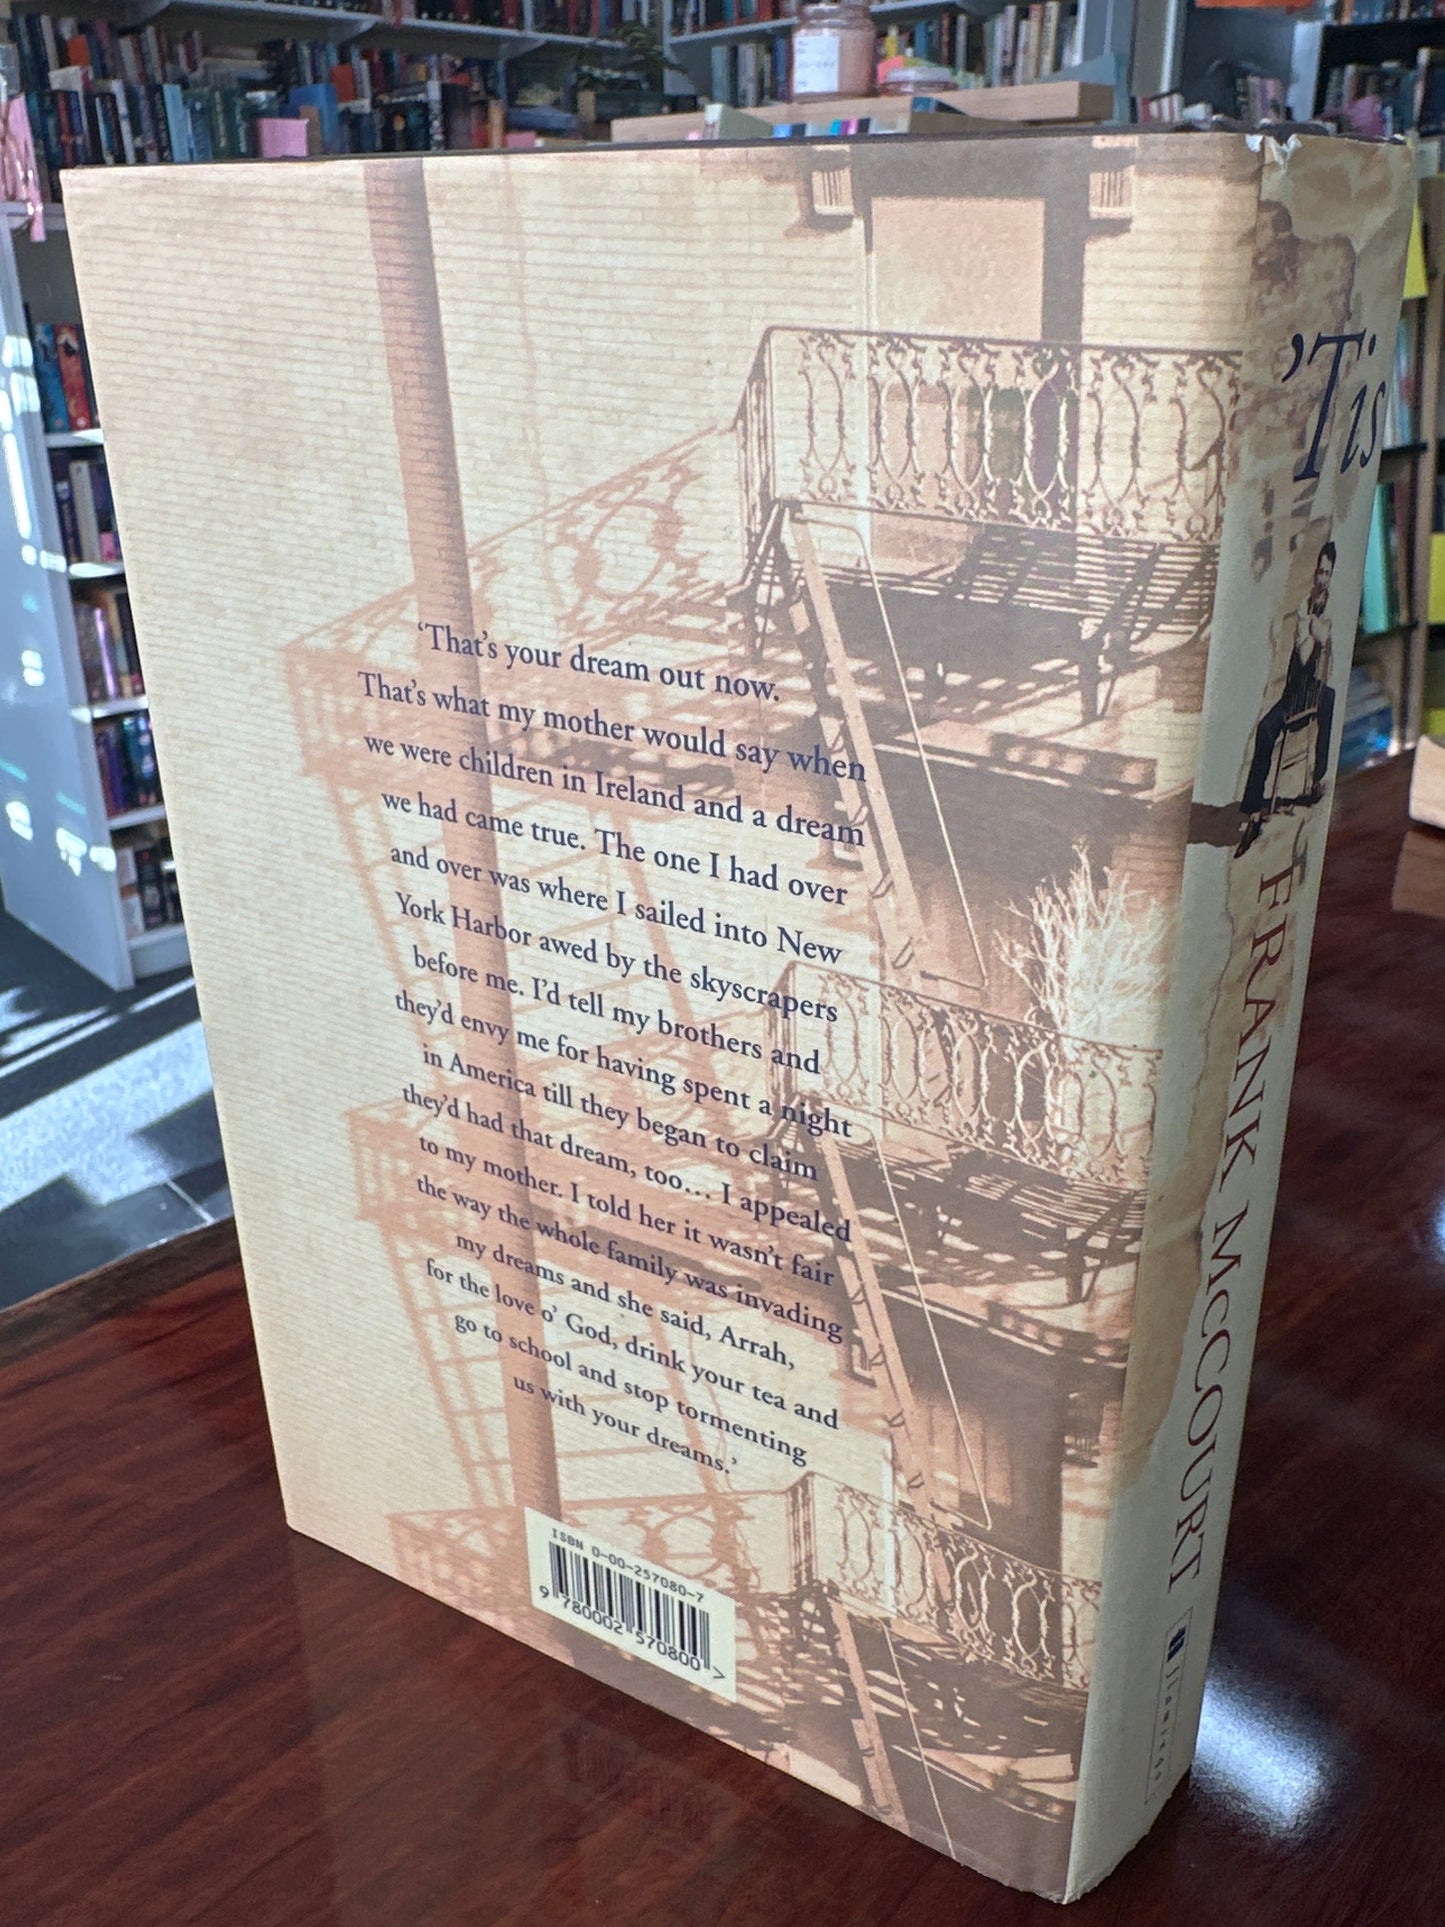 ‘That’s your dream out now.
That’s what my mother would say when
we were children in Ireland and a dream
we had came true. The one I had over
and over was where I sailed into New
York Harbor awed by the skyscrapers
before me. I’d tell my brothers and
they’d envy me for having spent a night
in America till they began to claim
they’d had that dream, too… I appealed
to my mother. I told her it wasn’t fair
the way the whole family was invading
my dreams and she said, Arrah,
for the love o’ God, drink your tea and
go to school and stop tormenting
us with your dreams.’
ISBN 0-00-257080-7
9 780002 570800 >
’Tis
FRANK MCCOURT